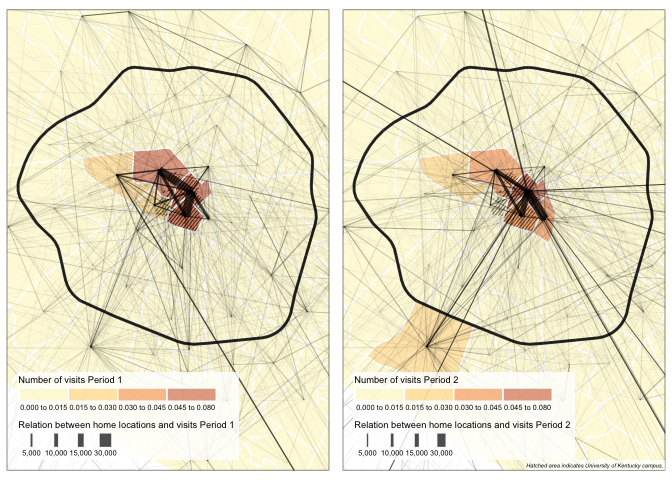 Number of visits Period 1
0.000 to 0.015 0.015 to 0.030 0.030 to 0.045 0.045 to 0.080
Relation between home locations and visits Period 1
5,000 10,000 15,000 30,000
Number of visits Period 2
0.000 to 0.015 0.015 to 0.030 0.030 to 0.045 0.045 to 0.080
Relation between home locations and visits Period 2
5,000 10,000 15,000 30,000
Hatched area indicates University of Kentucky campus.